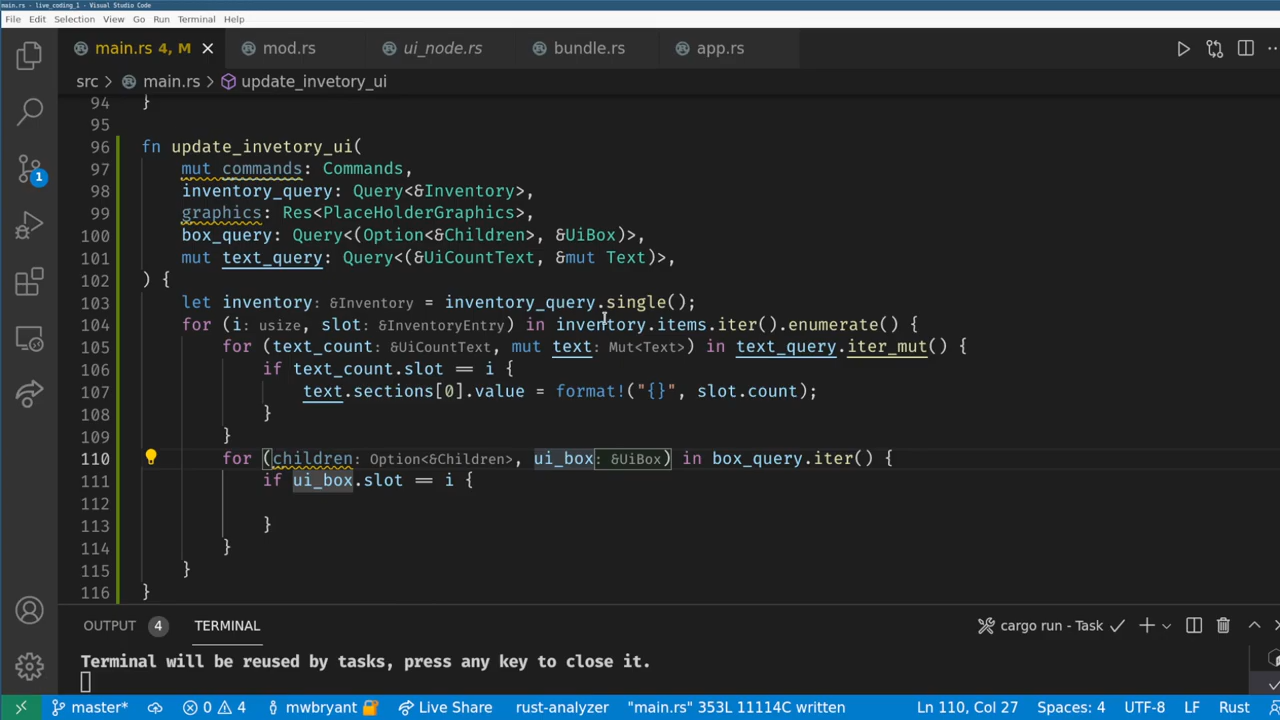 main.rs - live_coding_1 - Visual Studio Code
File Edit Selection View Go Run Terminal Help
main.rs 4, M mod.rs ui_node.rs bundle.rs app.rs
src > main.rs > update_invetory_ui
94 }
95
96 fn update_invetory_ui(
97 mut commands: Commands,
98 inventory_query: Query<&Inventory>,
99 graphics: Res<PlaceHolderGraphics>,
100 box_query: Query<(Option<&Children>, &UiBox)>,
101 mut text_query: Query<(&UiCountText, &mut Text)>,
102 ) {
103 let inventory: &Inventory = inventory_query.single();
104 for (i: usize, slot: &InventoryEntry) in inventory.items.iter().enumerate() {
105 for (text_count: &UiCountText, mut text: Mut<Text>) in text_query.iter_mut() {
106 if text_count.slot == i {
107 text.sections[0].value = format!("{}", slot.count);
108 }
109 }
110 for (children: Option<&Children>, ui_box: &UiBox) in box_query.iter() {
111 if ui_box.slot == i {
112
113 }
114 }
115 }
116 }
OUTPUT 4 TERMINAL cargo run - Task
Terminal will be reused by tasks, press any key to close it.
master* 0 4 mwbryant Live Share rust-analyzer "main.rs" 353L 11114C written Ln 110, Col 27 Spaces: 4 UTF-8 LF Rust
1